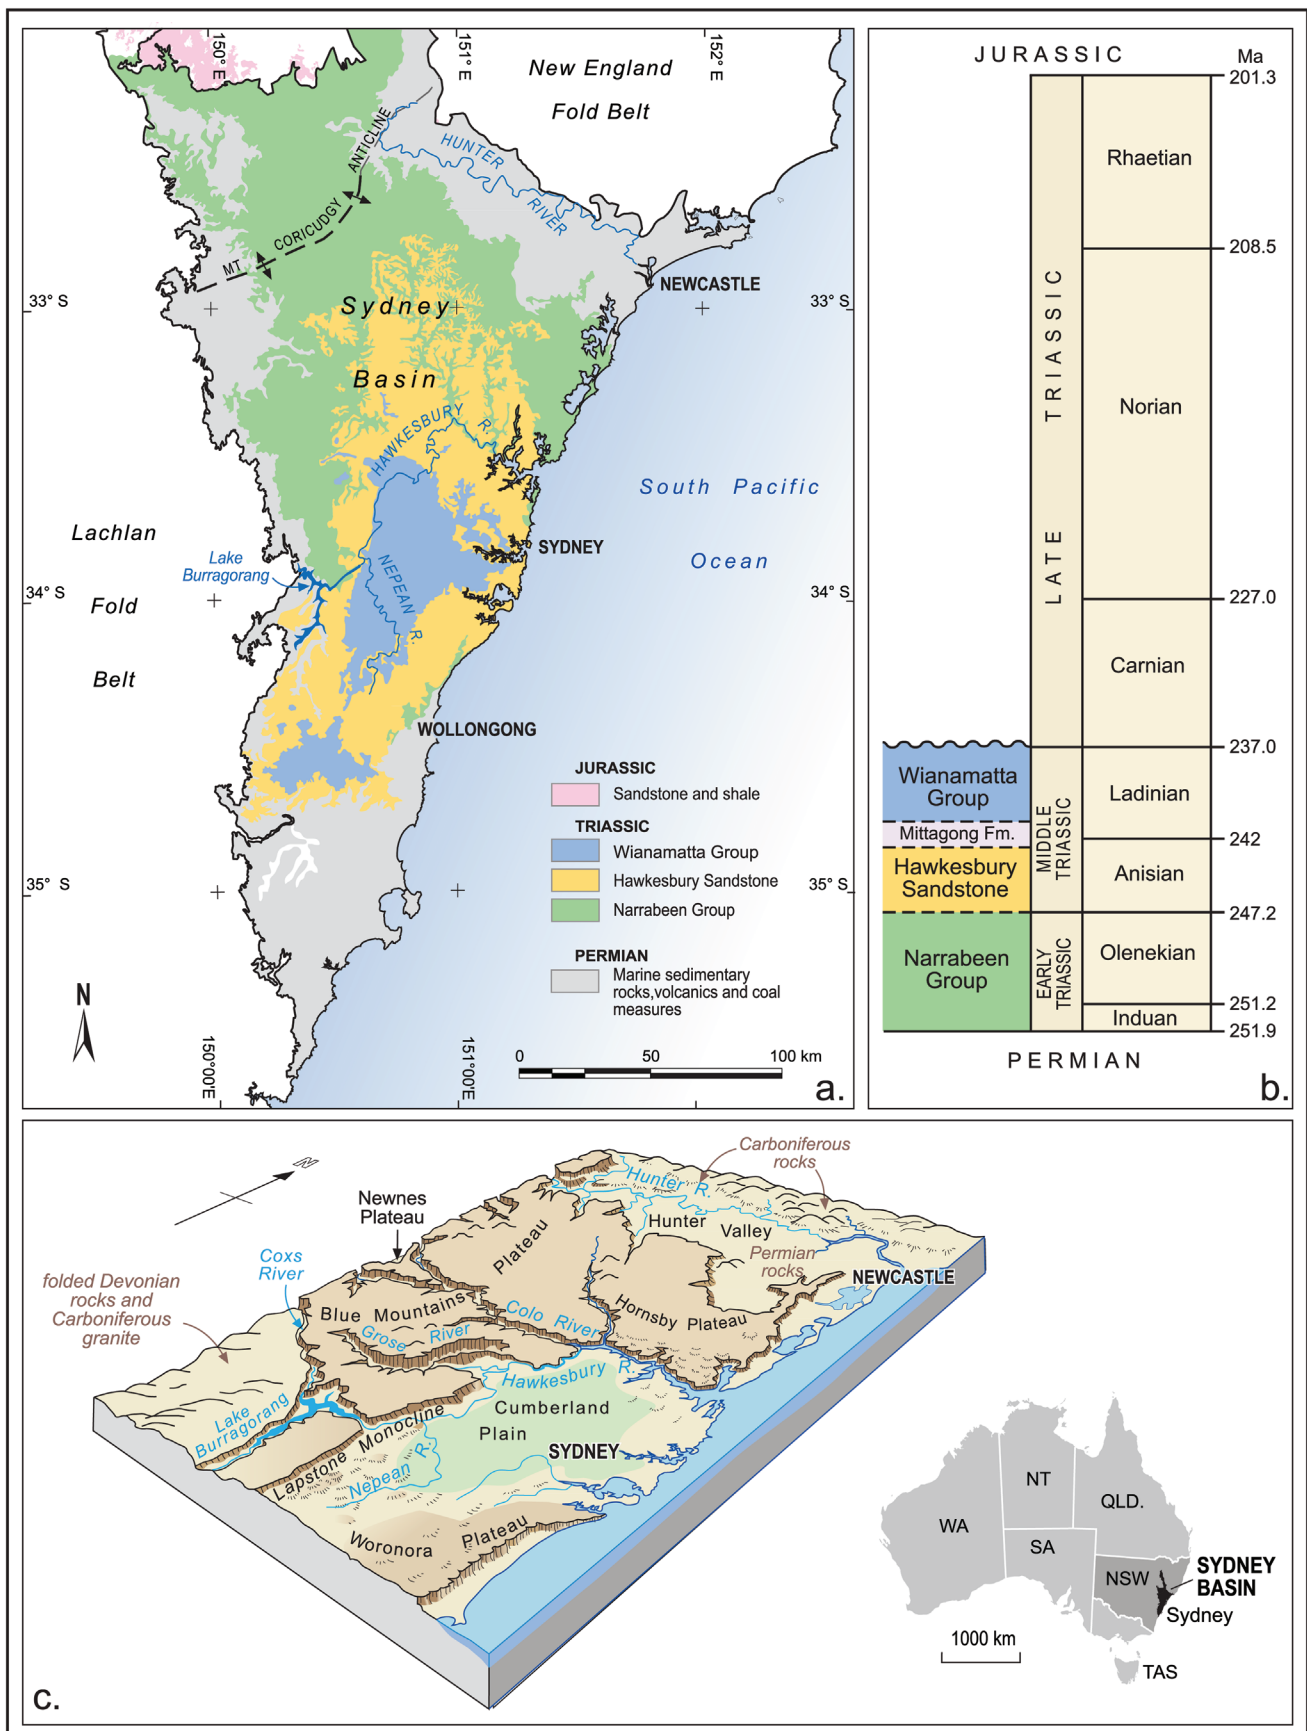 150° E
151° E
152° E
New England
Fold Belt
HUNTER
RIVER
ANTICLINE
CORICUDGY
MT
NEWCASTLE
33° S
33° S
Sydney
Basin
HAWKESBURY
R.
South Pacific
Ocean
Lachlan
Fold
Belt
Lake
Burragorang
SYDNEY
NEPEAN R.
34° S
34° S
WOLLONGONG
JURASSIC
Sandstone and shale
TRIASSIC
Wianamatta Group
Hawkesbury Sandstone
Narrabeen Group
PERMIAN
Marine sedimentary
rocks,volcanics and coal
measures
35° S
35° S
N
150°00'E
151°00'E
0 50 100 km
a.
JURASSIC
Ma
201.3
Rhaetian
208.5
LATE TRIASSIC
Norian
227.0
Carnian
237.0
Wianamatta
Group
Ladinian
Mittagong Fm.
MIDDLE
TRIASSIC
242
Hawkesbury
Sandstone
Anisian
247.2
Narrabeen
Group
EARLY
TRIASSIC
Olenekian
251.2
Induan
251.9
PERMIAN
b.
N
Carboniferous
rocks
Newnes
Plateau
Hunter R.
Hunter
Valley
Permian
rocks
NEWCASTLE
Coxs
River
Plateau
folded Devonian
rocks and
Carboniferous
granite
Blue Mountains
Grose River
Colo River
Hornsby Plateau
Hawkesbury R.
Lake
Burragorang
Cumberland
Plain
Lapstone Monocline
SYDNEY
Nepean R.
Woronora Plateau
c.
WA
NT
QLD.
SA
NSW
SYDNEY
BASIN
Sydney
1000 km
TAS